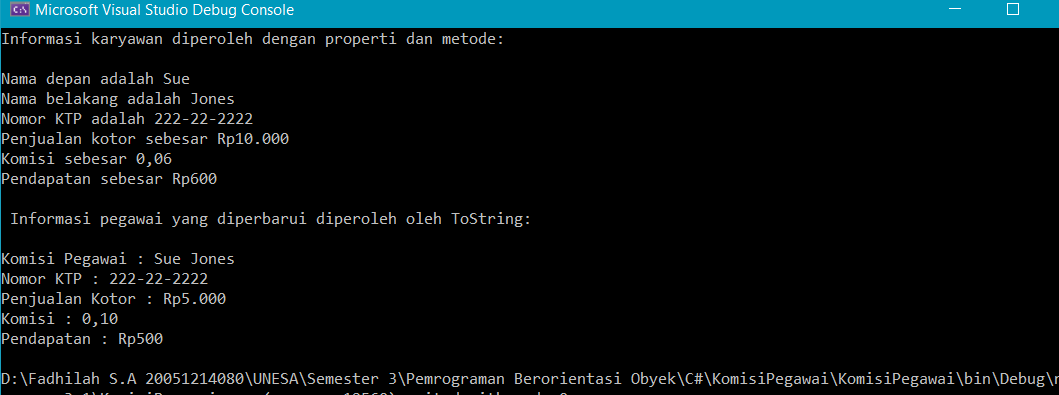 Microsoft Visual Studio Debug Console
Informasi karyawan diperoleh dengan properti dan metode:
Nama depan adalah Sue
Nama belakang adalah Jones
Nomor KTP adalah 222-22-2222
Penjualan kotor sebesar Rp10.000
Komisi sebesar 0,06
Pendapatan sebesar Rp600
Informasi pegawai yang diperbarui diperoleh oleh ToString:
Komisi Pegawai : Sue Jones
Nomor KTP : 222-22-2222
Penjualan Kotor : Rp5.000
Komisi : 0,10
Pendapatan : Rp500
D:\Fadhilah S.A 20051214080\UNESA\Semester 3\Pemrograman Berorientasi Obyek\C#\KomisiPegawai\KomisiPegawai\bin\Debug\